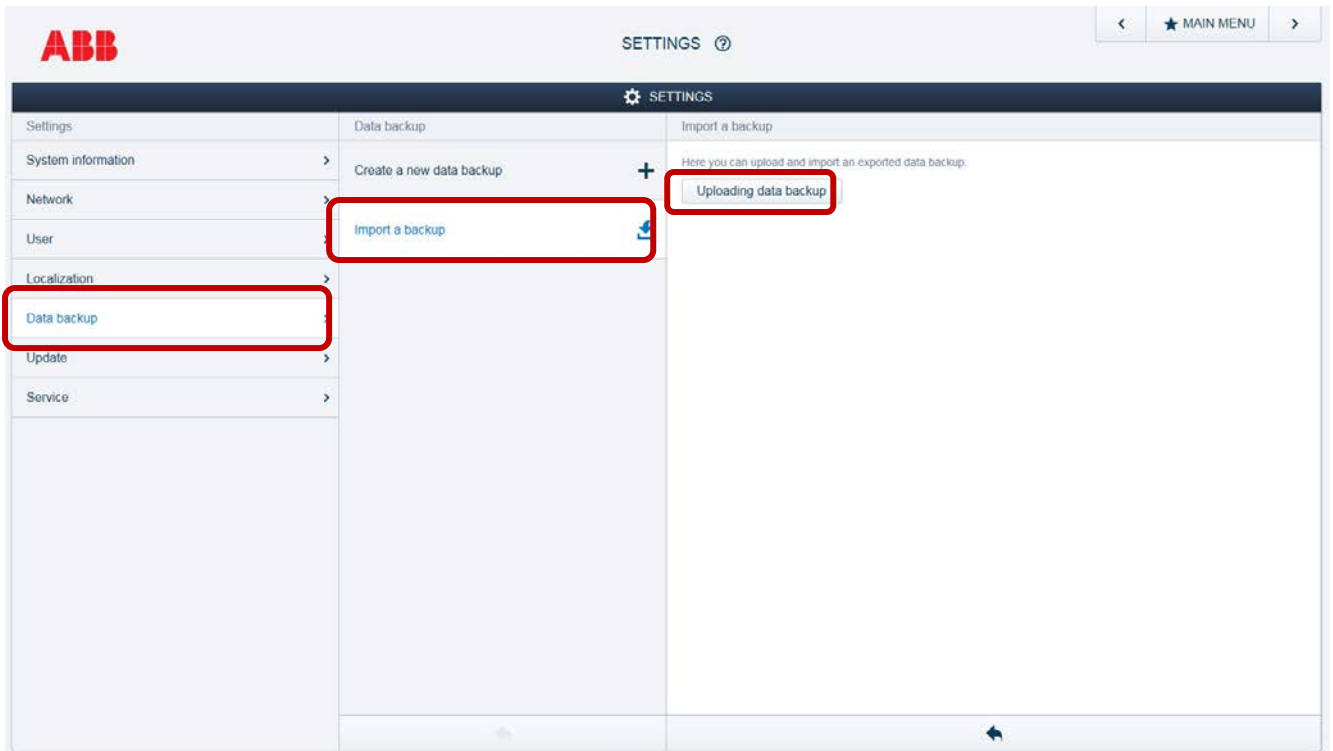 ABB
SETTINGS ?
MAIN MENU
SETTINGS
Settings
System information
Network
User
Localization
Data backup
Update
Service
Data backup
Create a new data backup
Import a backup
Import a backup
Here you can upload and import an exported data backup.
Uploading data backup